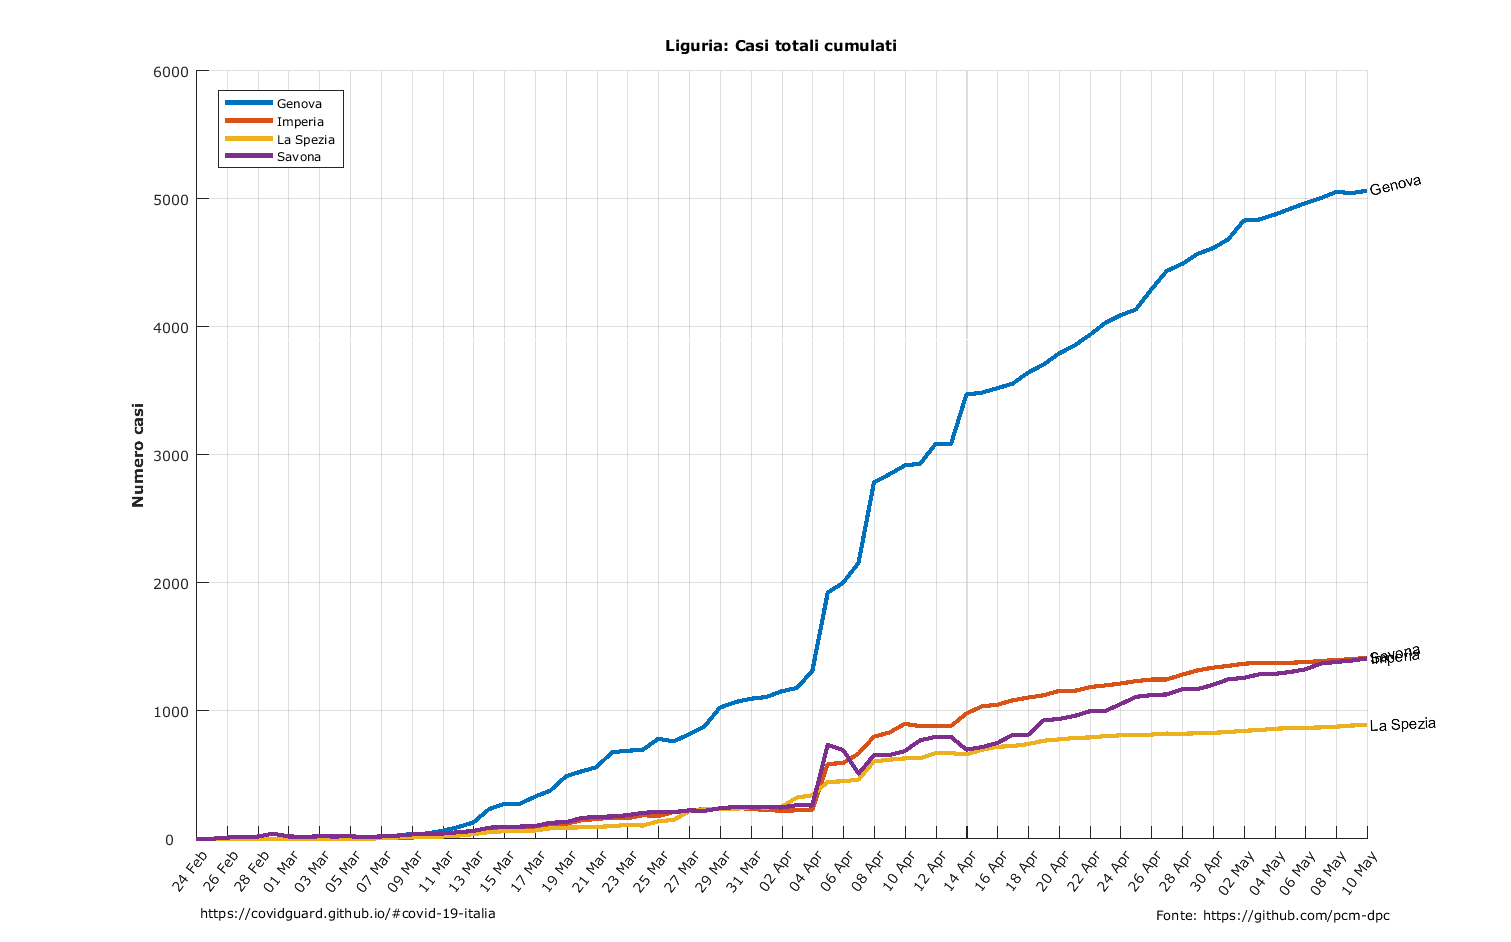 Liguria: Casi totali cumulati
6000
5000
4000
3000
2000
1000
0
Numero casi
Genova
Imperia
La Spezia
Savona
Genova
Savona
Imperia
La Spezia
24 Feb
26 Feb
28 Feb
01 Mar
03 Mar
05 Mar
07 Mar
09 Mar
11 Mar
13 Mar
15 Mar
17 Mar
19 Mar
21 Mar
23 Mar
25 Mar
27 Mar
29 Mar
31 Mar
02 Apr
04 Apr
06 Apr
08 Apr
10 Apr
12 Apr
14 Apr
16 Apr
18 Apr
20 Apr
22 Apr
24 Apr
26 Apr
28 Apr
30 Apr
02 May
04 May
06 May
08 May
10 May
https://covidguard.github.io/#covid-19-italia
Fonte: https://github.com/pcm-dpc